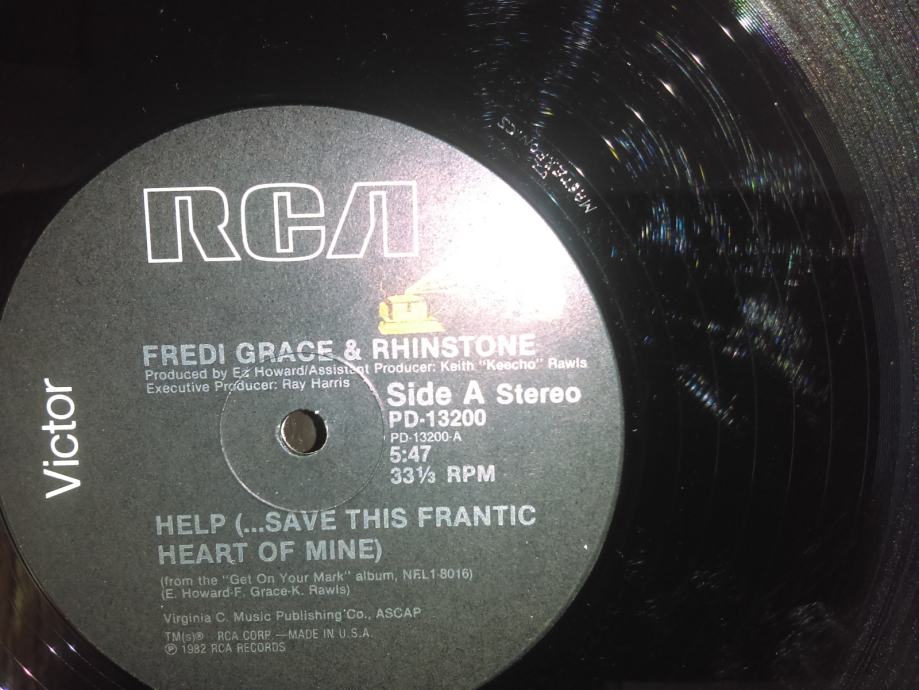 MASTERFONICS
RCA
Victor
FREDI GRACE & RHINSTONE
Produced by Ed Howard/Assistant Producer: Keith "Keecho" Rawls
Executive Producer: Ray Harris
Side A Stereo
PD-13200
PD-13200-A
5:47
33⅓ RPM
HELP (...SAVE THIS FRANTIC
HEART OF MINE)
(from the "Get On Your Mark" album, NFL1-8016)
(E. Howard-F. Grace-K. Rawls)
Virginia C. Music Publishing Co., ASCAP
TM(s)® RCA CORP.—MADE IN U.S.A.
℗ 1982 RCA RECORDS